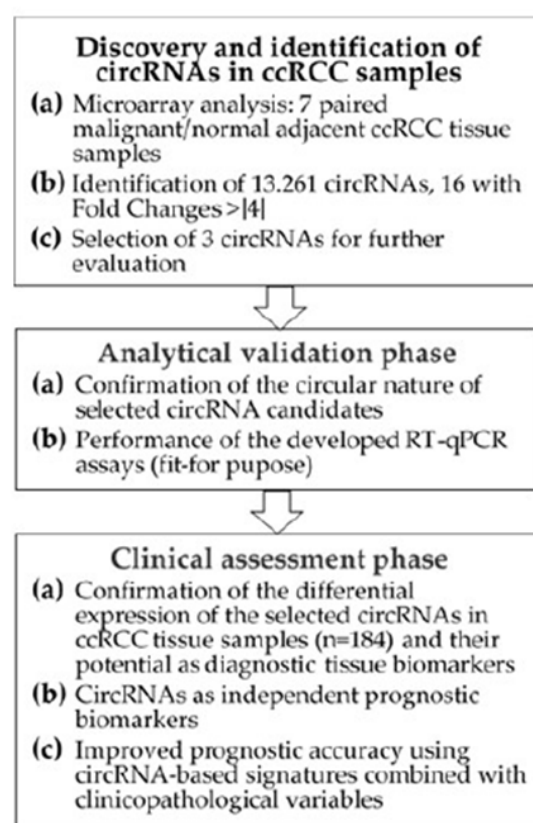 Discovery and identification of
circRNAs in ccRCC samples
(a) Microarray analysis: 7 paired
malignant/normal adjacent ccRCC tissue
samples
(b) Identification of 13.261 circRNAs, 16 with
Fold Changes >|4|
(c) Selection of 3 circRNAs for further
evaluation
Analytical validation phase
(a) Confirmation of the circular nature of
selected circRNA candidates
(b) Performance of the developed RT-qPCR
assays (fit-for pupose)
Clinical assessment phase
(a) Confirmation of the differential
expression of the selected circRNAs in
ccRCC tissue samples (n=184) and their
potential as diagnostic tissue biomarkers
(b) CircRNAs as independent prognostic
biomarkers
(c) Improved prognostic accuracy using
circRNA-based signatures combined with
clinicopathological variables